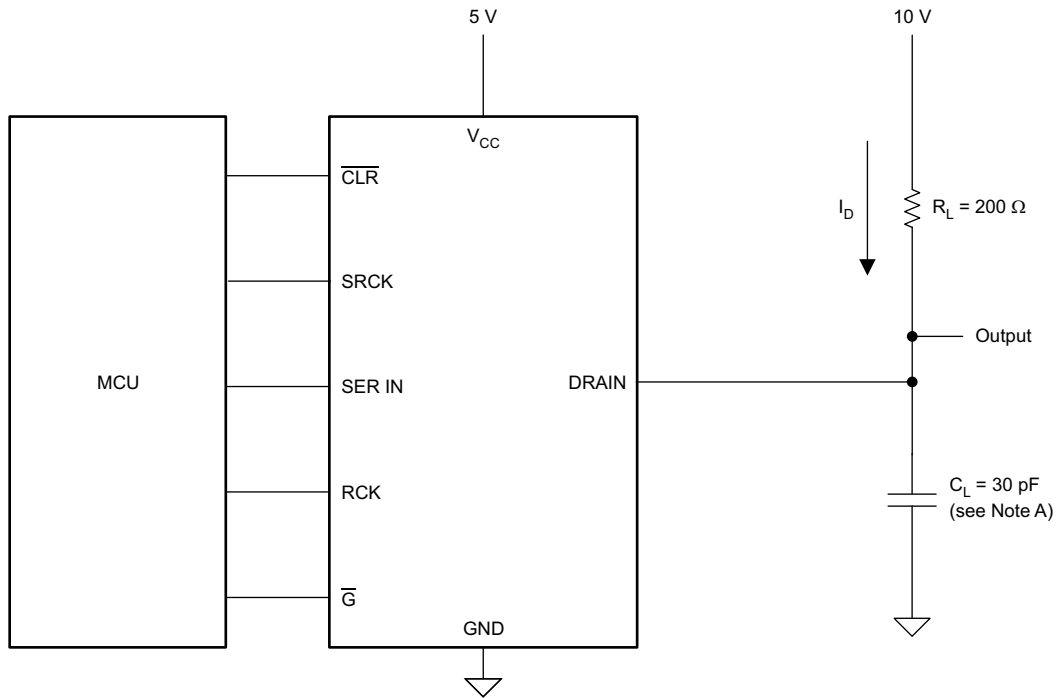 5 V
10 V
V_CC
CLR
SRCK
I_D
R_L = 200 Ω
Output
MCU
SER IN
DRAIN
RCK
C_L = 30 pF
(see Note A)
G
GND